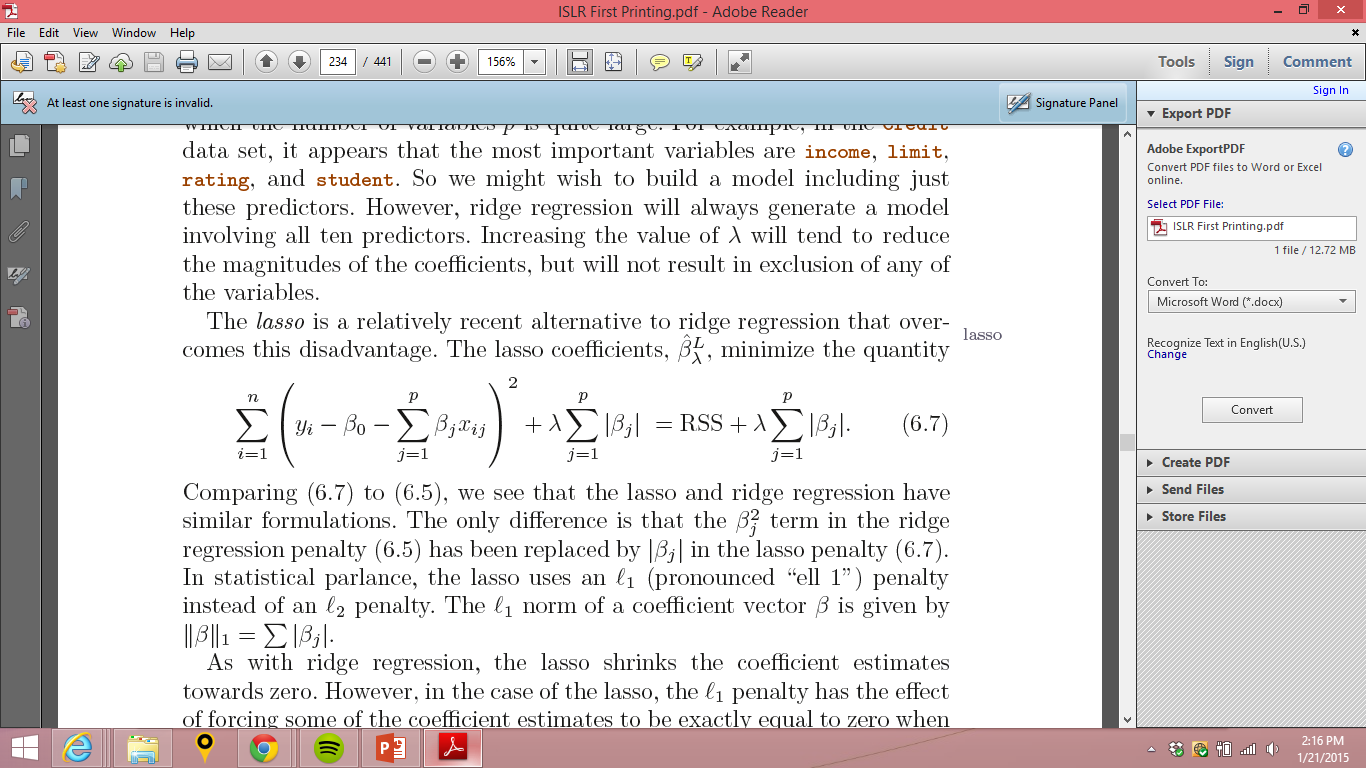 ISLR First Printing.pdf - Adobe Reader
File Edit View Window Help
234 / 441 156% Tools Sign Comment
At least one signature is invalid. Signature Panel
Sign In
Export PDF
Adobe ExportPDF
Convert PDF files to Word or Excel
online.
Select PDF File:
ISLR First Printing.pdf
1 file / 12.72 MB
Convert To:
Microsoft Word (*.docx)
Recognize Text in English(U.S.)
Change
Convert
Create PDF
Send Files
Store Files
which the number of variables p is quite large. For example, in the Credit
data set, it appears that the most important variables are income, limit,
rating, and student. So we might wish to build a model including just
these predictors. However, ridge regression will always generate a model
involving all ten predictors. Increasing the value of λ will tend to reduce
the magnitudes of the coefficients, but will not result in exclusion of any of
the variables.
The lasso is a relatively recent alternative to ridge regression that over-
comes this disadvantage. The lasso coefficients, β̂^L_λ, minimize the quantity
lasso
∑_{i=1}^{n} (y_i − β_0 − ∑_{j=1}^{p} β_j x_{ij})^2 + λ ∑_{j=1}^{p} |β_j| = RSS + λ ∑_{j=1}^{p} |β_j|. (6.7)
Comparing (6.7) to (6.5), we see that the lasso and ridge regression have
similar formulations. The only difference is that the β_j^2 term in the ridge
regression penalty (6.5) has been replaced by |β_j| in the lasso penalty (6.7).
In statistical parlance, the lasso uses an ℓ_1 (pronounced “ell 1”) penalty
instead of an ℓ_2 penalty. The ℓ_1 norm of a coefficient vector β is given by
‖β‖_1 = ∑ |β_j|.
As with ridge regression, the lasso shrinks the coefficient estimates
towards zero. However, in the case of the lasso, the ℓ_1 penalty has the effect
of forcing some of the coefficient estimates to be exactly equal to zero when
2:16 PM
1/21/2015